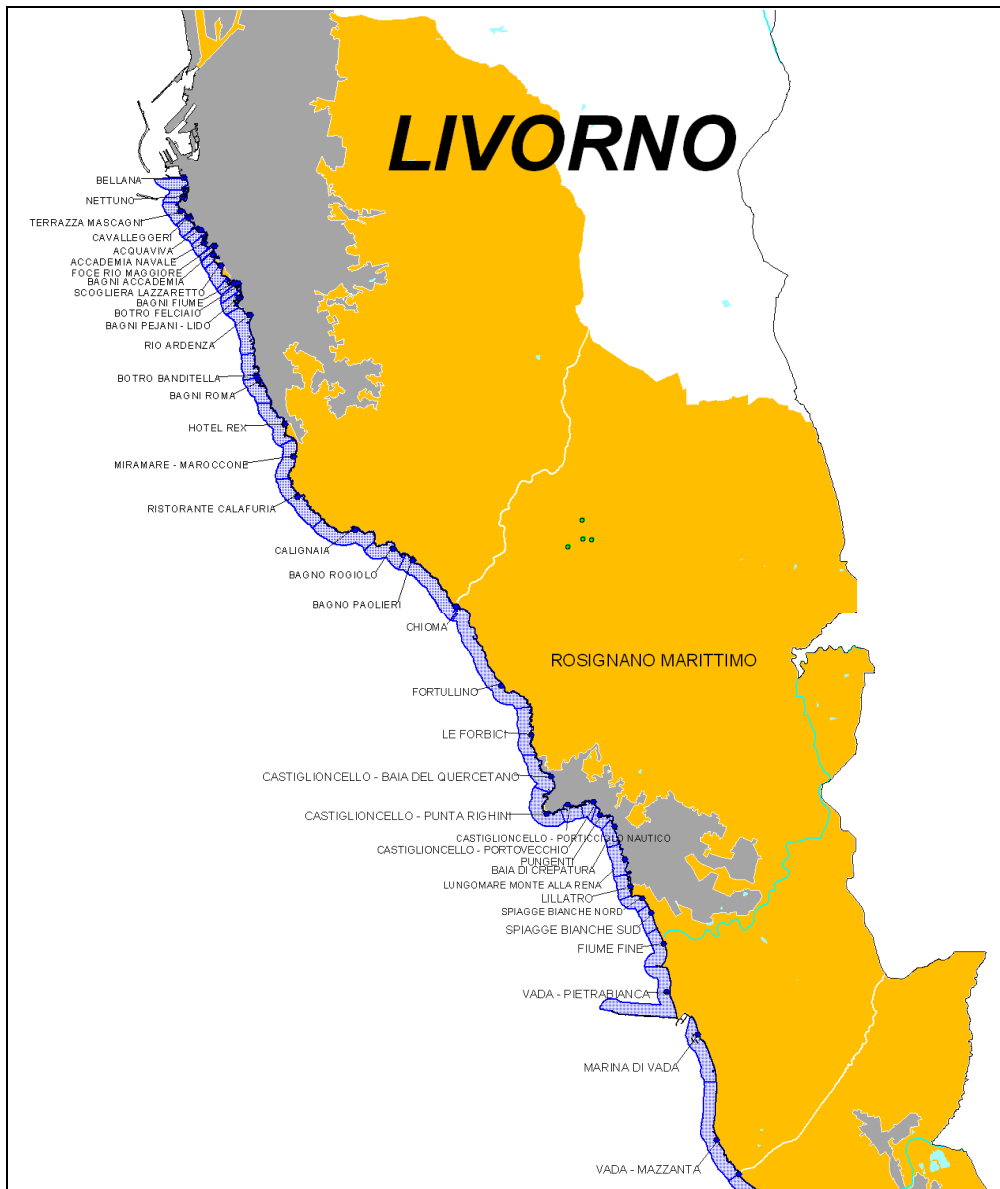 LIVORNO
BELLANA
NETTUNO
TERRAZZA MASCAGNI
CAVALLEGGERI
ACQUAVIVA
ACCADEMIA NAVALE
FOCE RIO MAGGIORE
BAGNI ACCADEMIA
SCOGLIERA LAZZARETTO
BAGNI FIUME
BOTRO FELCIAIO
BAGNI PEJANI - LIDO
RIO ARDENZA
BOTRO BANDITELLA
BAGNI ROMA
HOTEL REX
MIRAMARE - MAROCCONE
RISTORANTE CALAFURIA
CALIGNAIA
BAGNO ROGIOLO
BAGNO PAOLIERI
CHIOMA
ROSIGNANO MARITTIMO
FORTULLINO
LE FORBICI
CASTIGLIONCELLO - BAIA DEL QUERCETANO
CASTIGLIONCELLO - PUNTA RIGHINI
CASTIGLIONCELLO - PORTICCIOLO NAUTICO
CASTIGLIONCELLO - PORTOVECCHIO
PUNGENTI
BAIA DI CREPATURA
LUNGOMARE MONTE ALLA RENA
LILLATRO
SPIAGGE BIANCHE NORD
SPIAGGE BIANCHE SUD
FIUME FINE
VADA - PIETRABIANCA
MARINA DI VADA
VADA - MAZZANTA